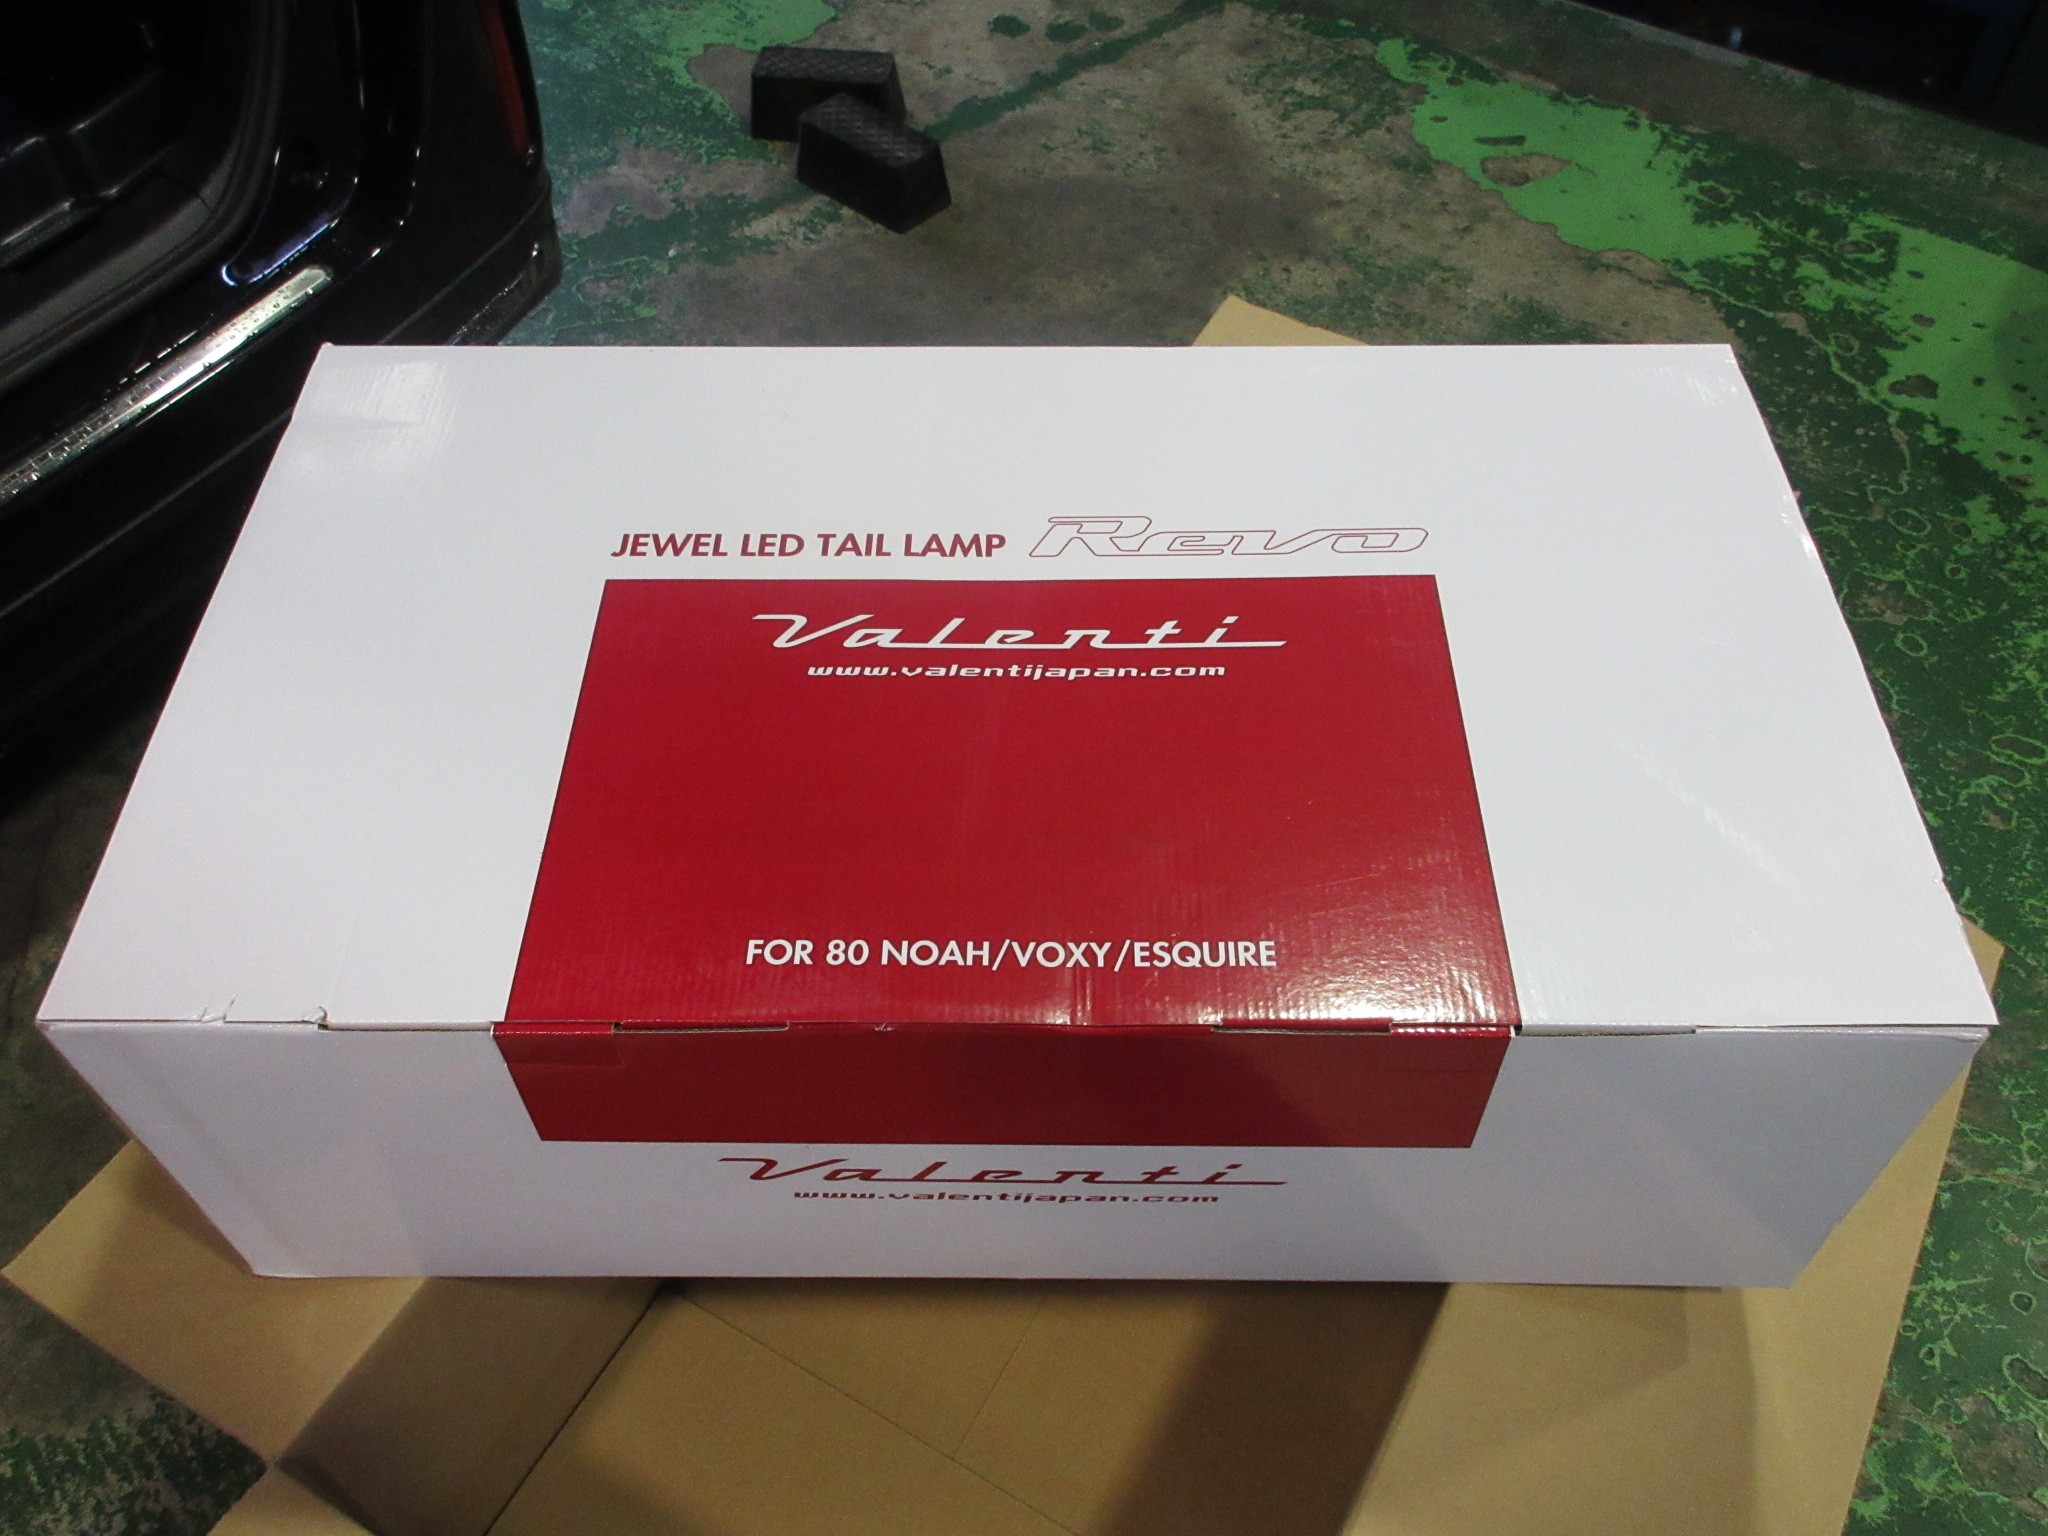 JEWEL LED TAIL LAMP Revo
Valenti
www.valentijapan.com
FOR 80 NOAH/VOXY/ESQUIRE
Valenti
www.valentijapan.com